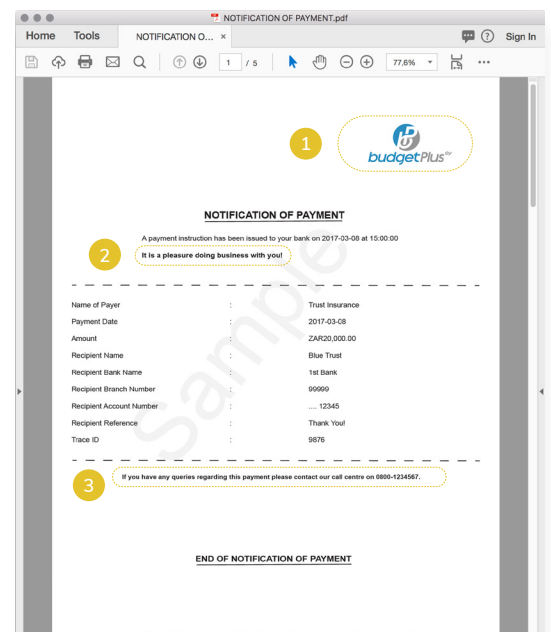 NOTIFICATION OF PAYMENT.pdf
Home Tools NOTIFICATION O... × ? Sign In
1 / 5 77,6%
1
budgetPlus
NOTIFICATION OF PAYMENT
A payment instruction has been issued to your bank on 2017-03-08 at 15:00:00
2
It is a pleasure doing business with you!
Name of Payer : Trust Insurance
Payment Date : 2017-03-08
Amount : ZAR20,000.00
Recipient Name : Blue Trust
Recipient Bank Name : 1st Bank
Recipient Branch Number : 99999
Recipient Account Number : .... 12345
Recipient Reference : Thank You!
Trace ID : 9876
Sample
3
If you have any queries regarding this payment please contact our call centre on 0800-1234567.
END OF NOTIFICATION OF PAYMENT